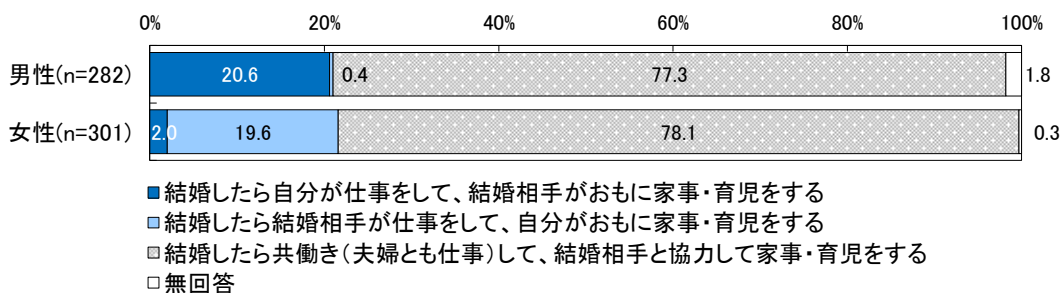 0% 20% 40% 60% 80% 100%
男性(n=282) 20.6 0.4 77.3 1.8
女性(n=301) 2.0 19.6 78.1 0.3
結婚したら自分が仕事をして、結婚相手がおもに家事・育児をする
結婚したら結婚相手が仕事をして、自分がおもに家事・育児をする
結婚したら共働き(夫婦とも仕事)して、結婚相手と協力して家事・育児をする
無回答